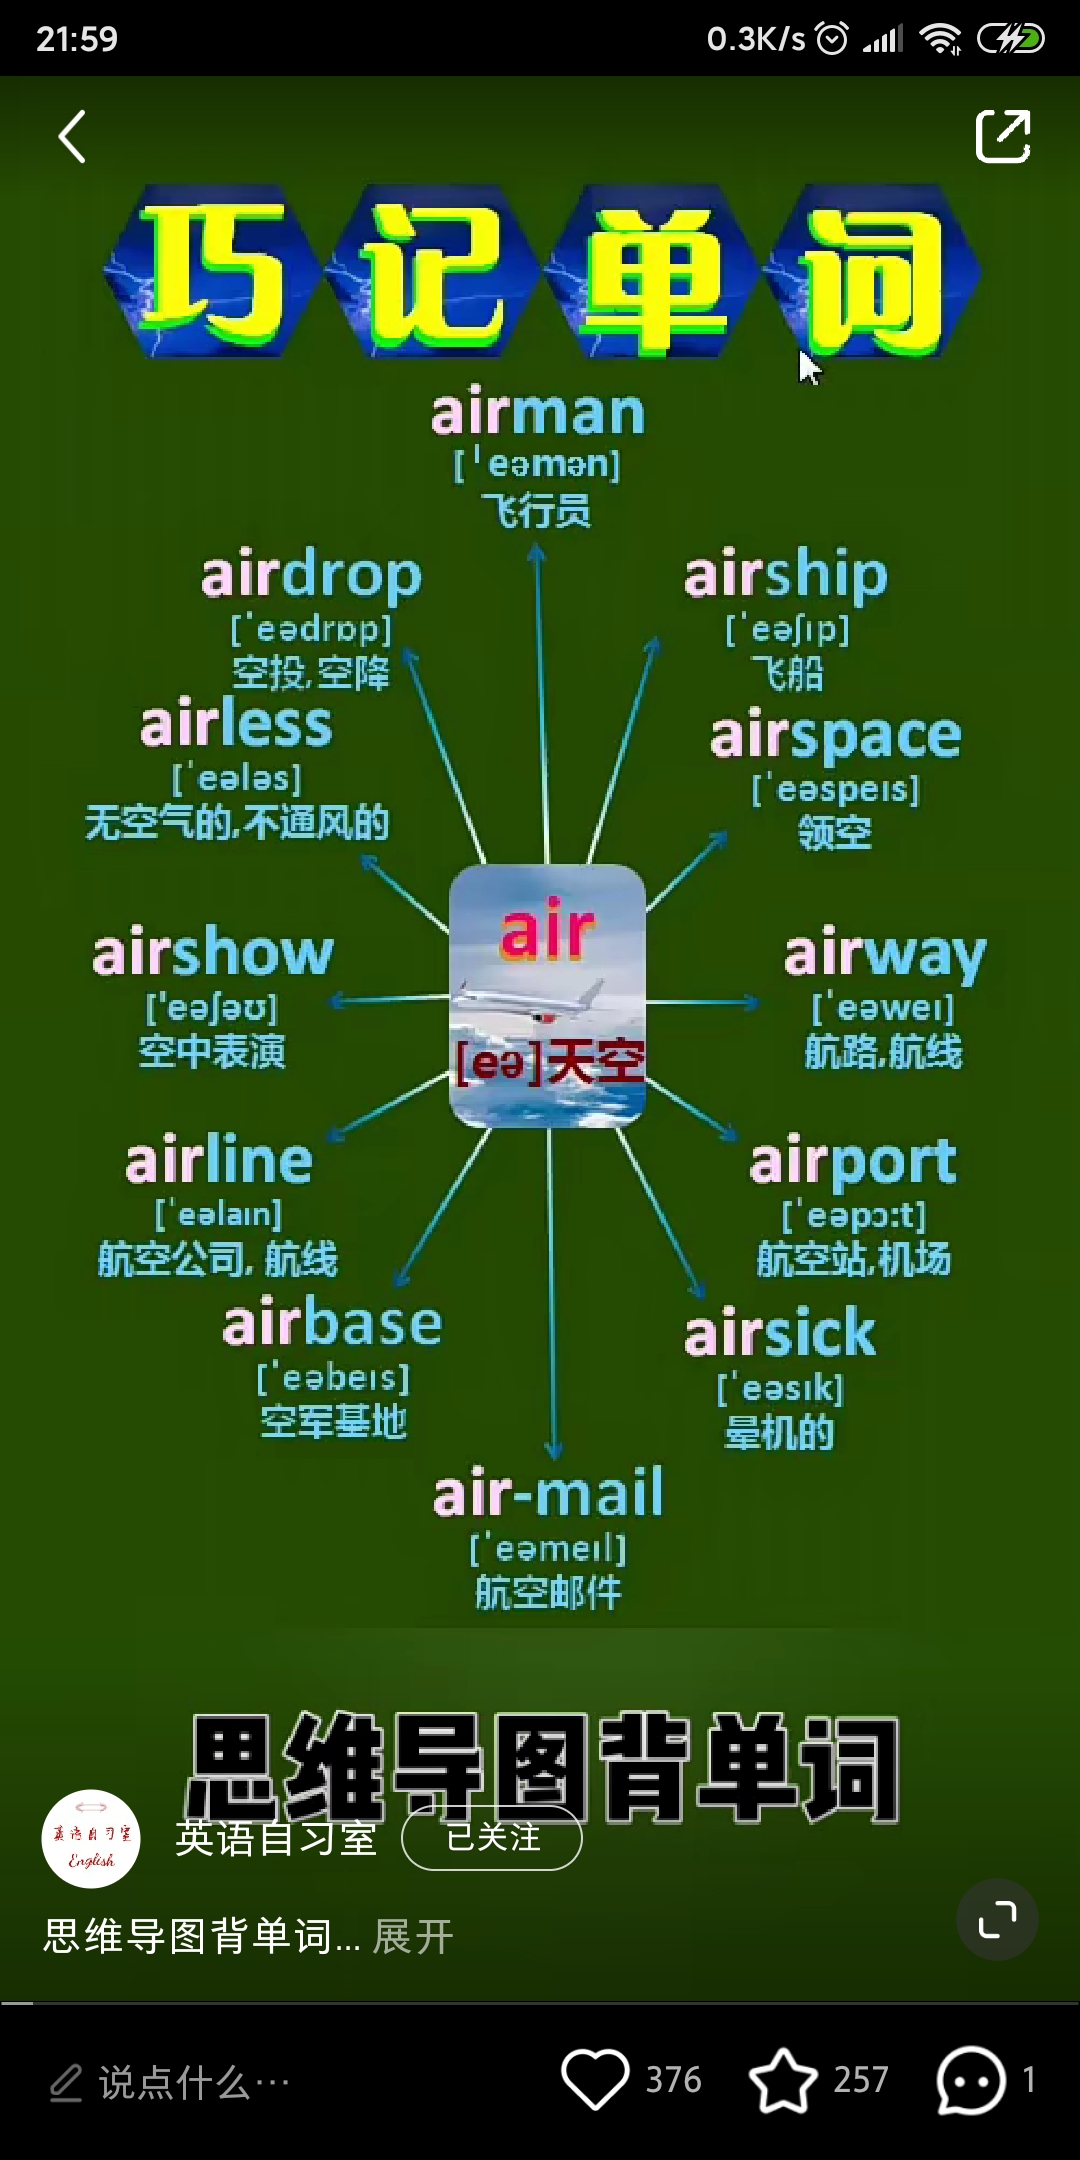 21:59
0.3K/s
巧记单词
airman
[ˈeəmən]
飞行员
airdrop
[ˈeədrɒp]
空投,空降
airship
[ˈeəʃɪp]
飞船
airless
[ˈeələs]
无空气的,不通风的
airspace
[ˈeəspeɪs]
领空
air
[eə]天空
airshow
['eəʃəʊ]
空中表演
airway
[ˈeəweɪ]
航路,航线
airline
[ˈeəlaɪn]
航空公司, 航线
airport
[ˈeəpɔ:t]
航空站,机场
airbase
[ˈeəbeɪs]
空军基地
airsick
[ˈeəsɪk]
晕机的
air-mail
[ˈeəmeɪl]
航空邮件
思维导图背单词
英语自习室
English
英语自习室 已关注
思维导图背单词... 展开
说点什么...
376
257
1